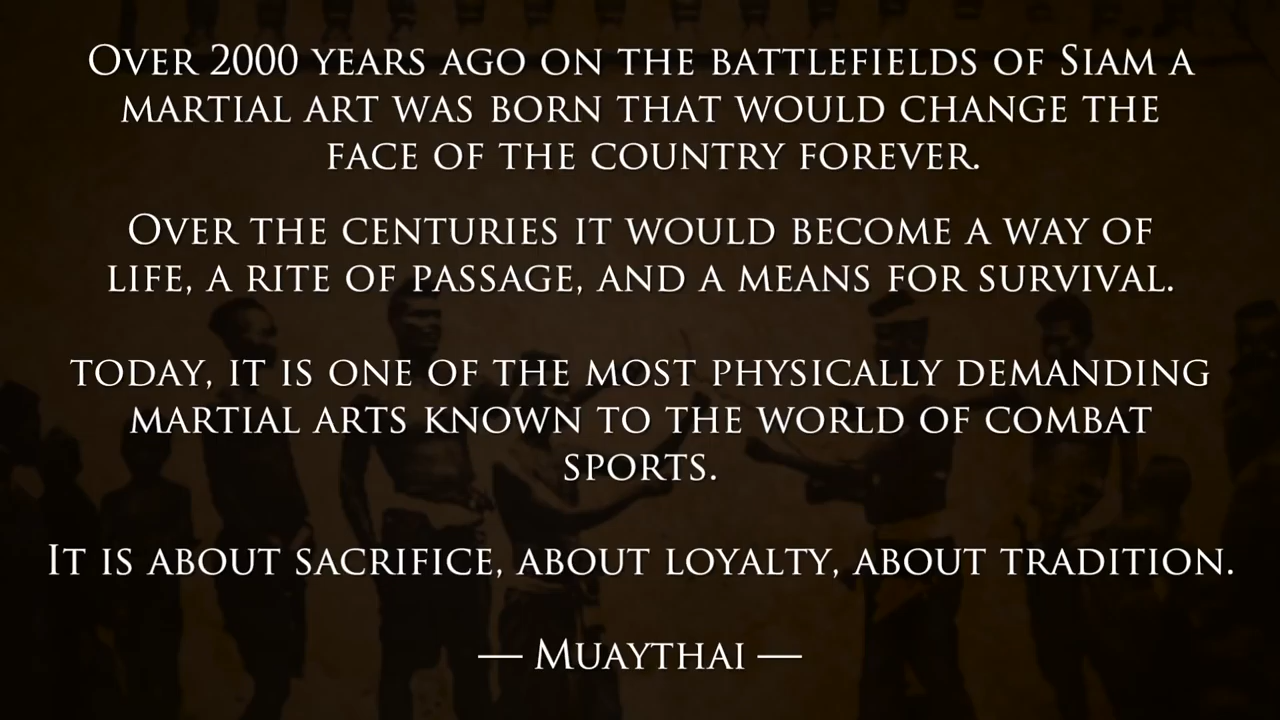 Over 2000 years ago on the battlefields of Siam a
martial art was born that would change the
face of the country forever.
Over the centuries it would become a way of
life, a rite of passage, and a means for survival.
today, it is one of the most physically demanding
martial arts known to the world of combat
sports.
It is about sacrifice, about loyalty, about tradition.
— Muaythai —